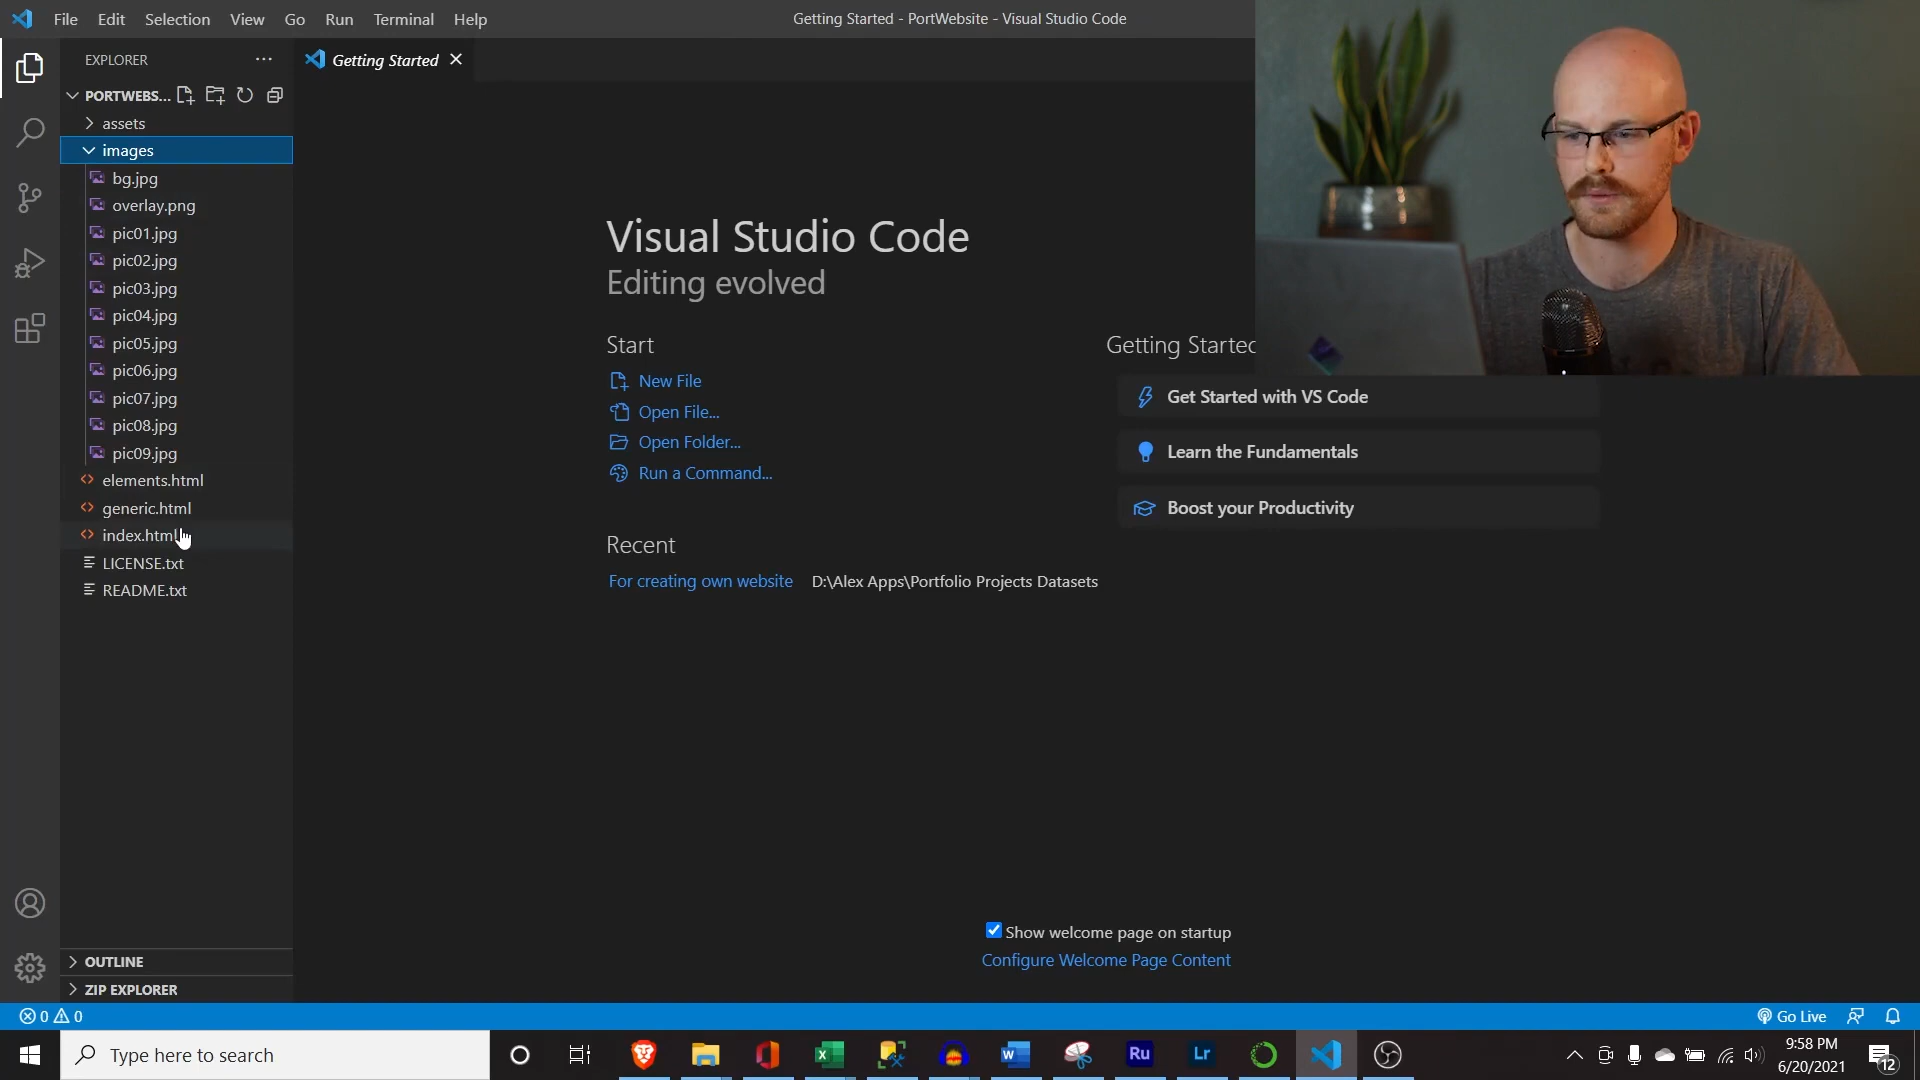 File Edit Selection View Go Run Terminal Help
Getting Started - PortWebsite - Visual Studio Code
EXPLORER
Getting Started
PORTWEBS...
assets
images
bg.jpg
overlay.png
pic01.jpg
pic02.jpg
pic03.jpg
pic04.jpg
pic05.jpg
pic06.jpg
pic07.jpg
pic08.jpg
pic09.jpg
elements.html
generic.html
index.html
LICENSE.txt
README.txt
OUTLINE
ZIP EXPLORER
Visual Studio Code
Editing evolved
Start
New File
Open File...
Open Folder...
Run a Command...
Recent
For creating own website D:\Alex Apps\Portfolio Projects Datasets
Getting Started
Get Started with VS Code
Learn the Fundamentals
Boost your Productivity
Show welcome page on startup
Configure Welcome Page Content
0 0
Go Live
Type here to search
Ru
Lr
9:58 PM
6/20/2021
12